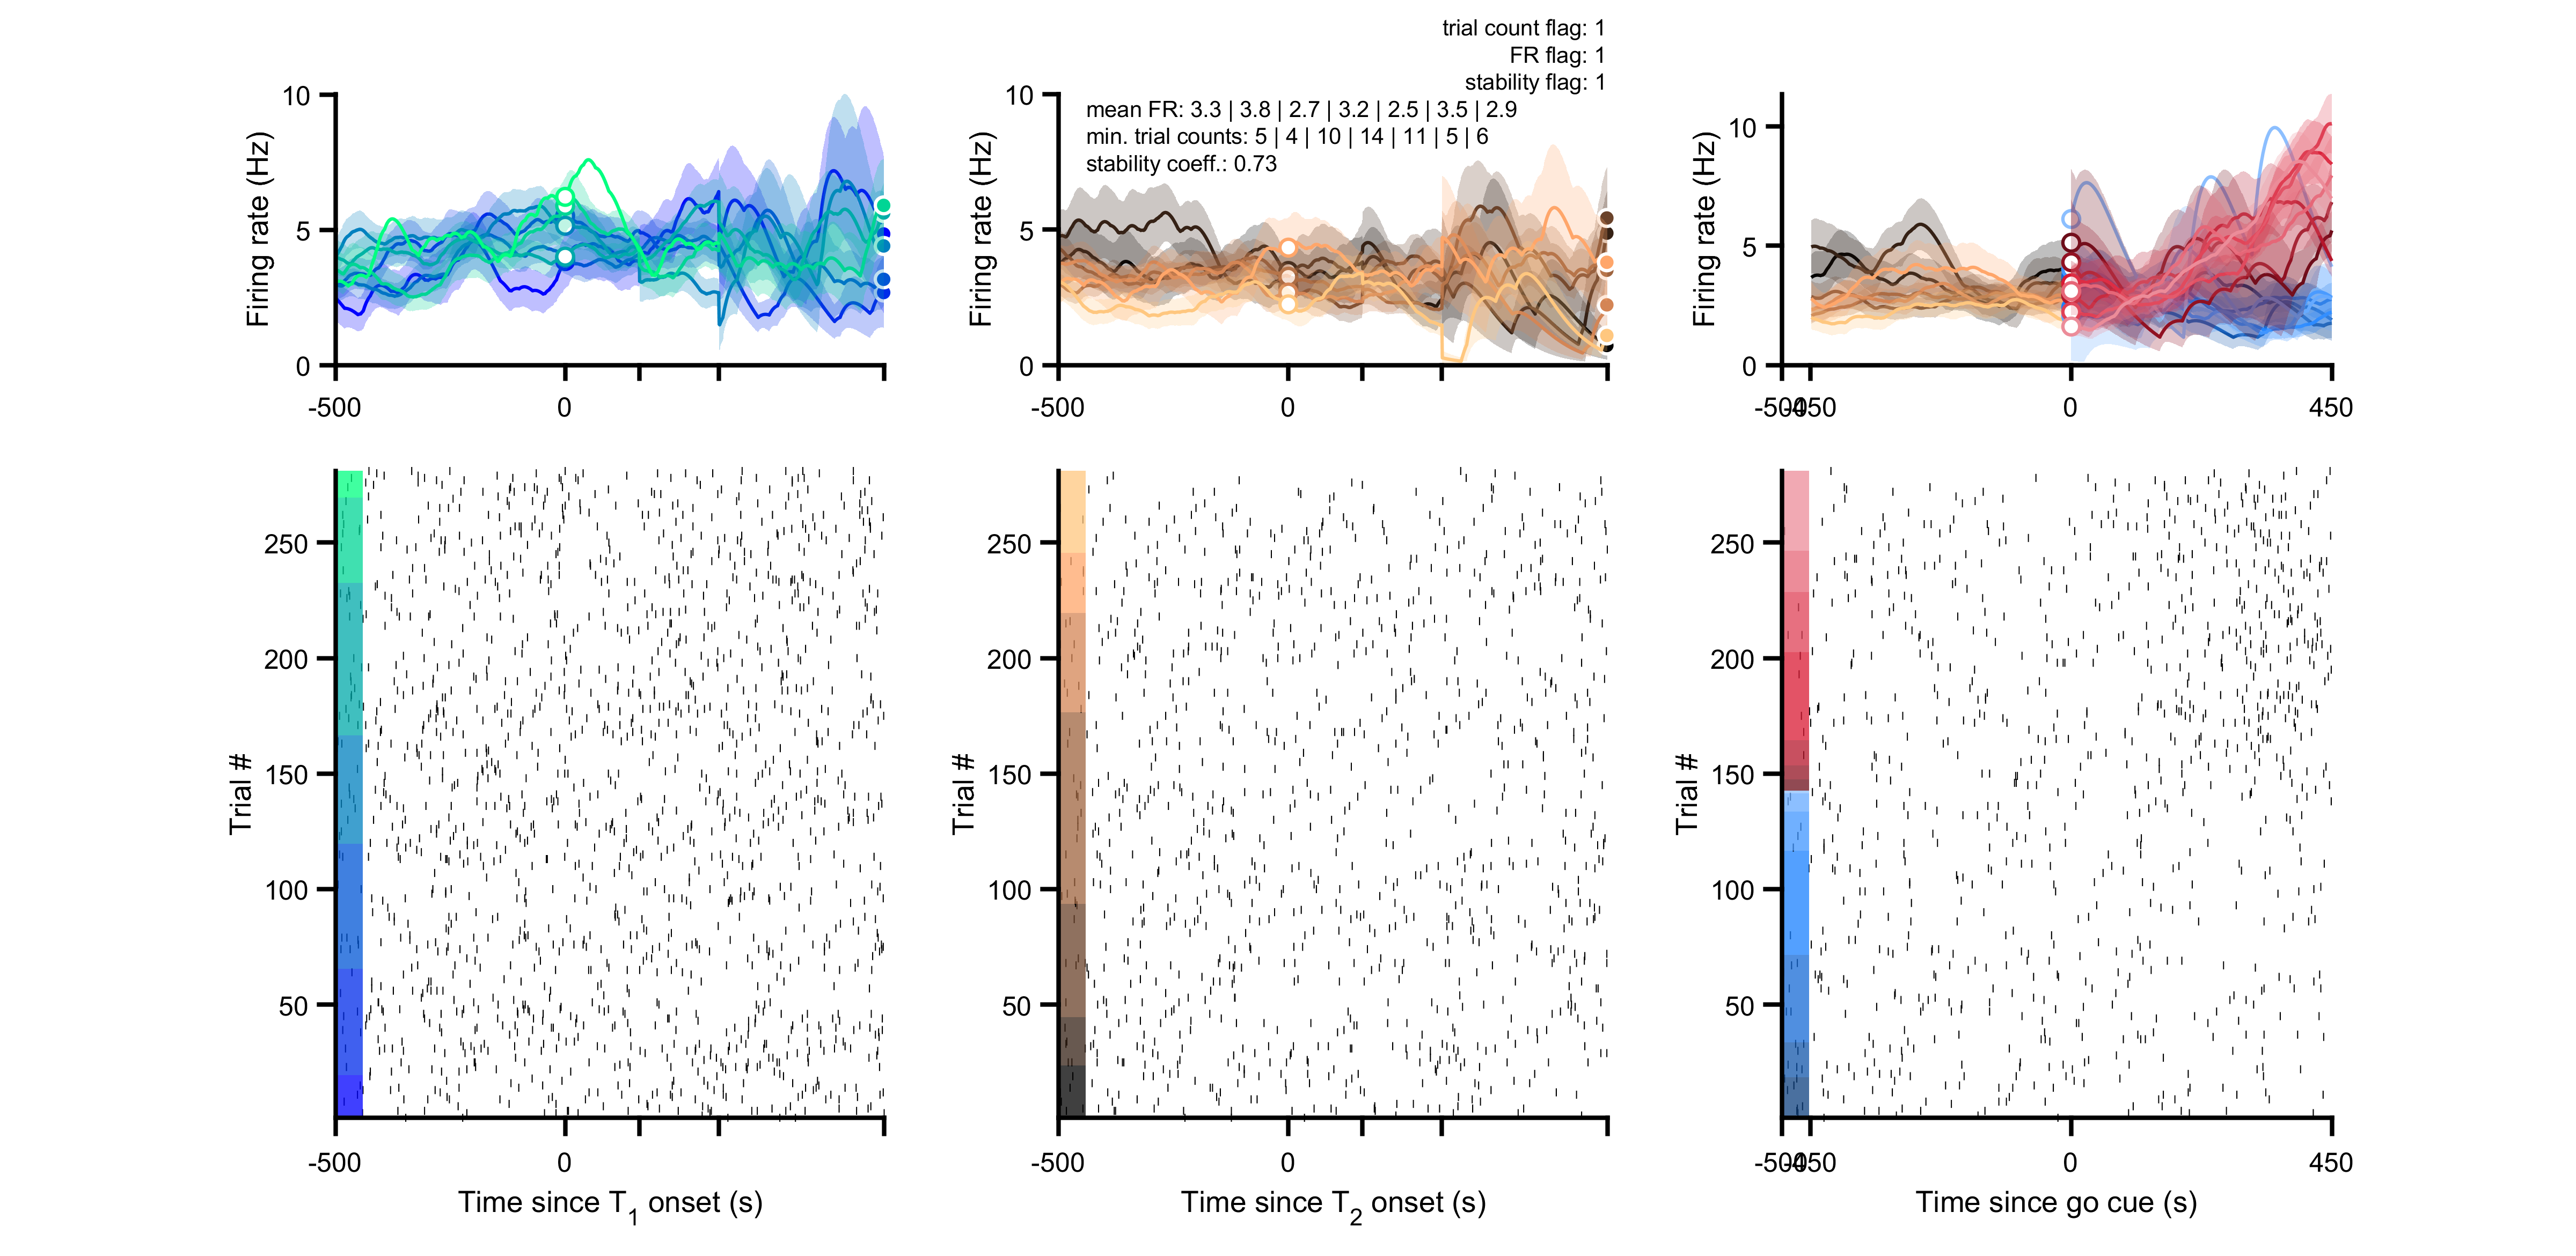 trial count flag: 1
FR flag: 1
stability flag: 1
mean FR: 3.3 | 3.8 | 2.7 | 3.2 | 2.5 | 3.5 | 2.9
min. trial counts: 5 | 4 | 10 | 14 | 11 | 5 | 6
stability coeff.: 0.73
Firing rate (Hz)
10
5
0
-500
0
Firing rate (Hz)
10
5
0
-500
0
Firing rate (Hz)
10
5
0
-500
-450
0
450
Trial #
250
200
150
100
50
-500
0
Time since T1 onset (s)
Trial #
250
200
150
100
50
-500
0
Time since T2 onset (s)
Trial #
250
200
150
100
50
-500
-450
0
450
Time since go cue (s)